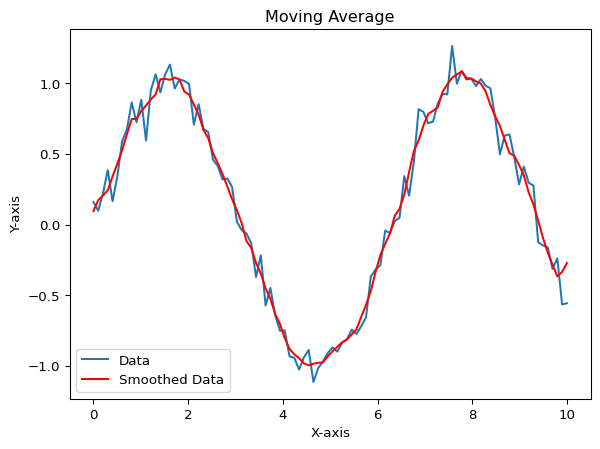 Moving Average
Y-axis
1.0
0.5
0.0
−0.5
−1.0
Data
Smoothed Data
0 2 4 6 8 10
X-axis